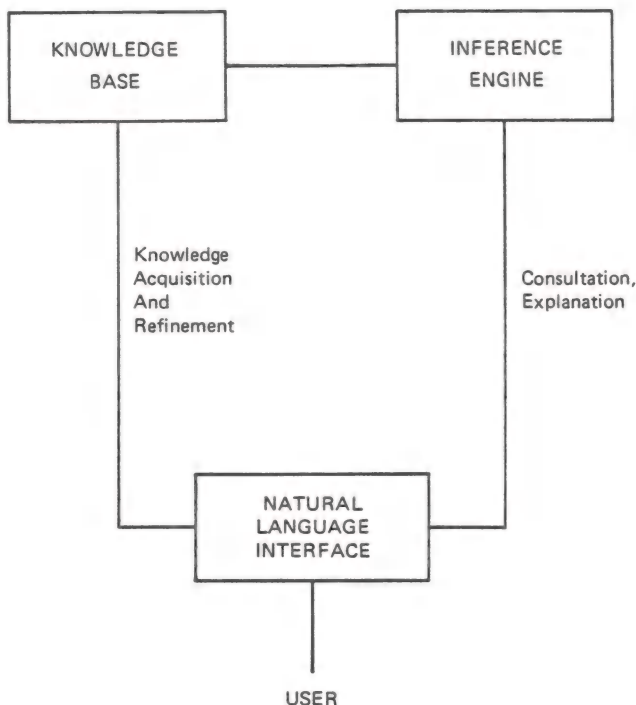 KNOWLEDGE
BASE
INFERENCE
ENGINE
Knowledge
Acquisition
And
Refinement
Consultation,
Explanation
NATURAL
LANGUAGE
INTERFACE
USER